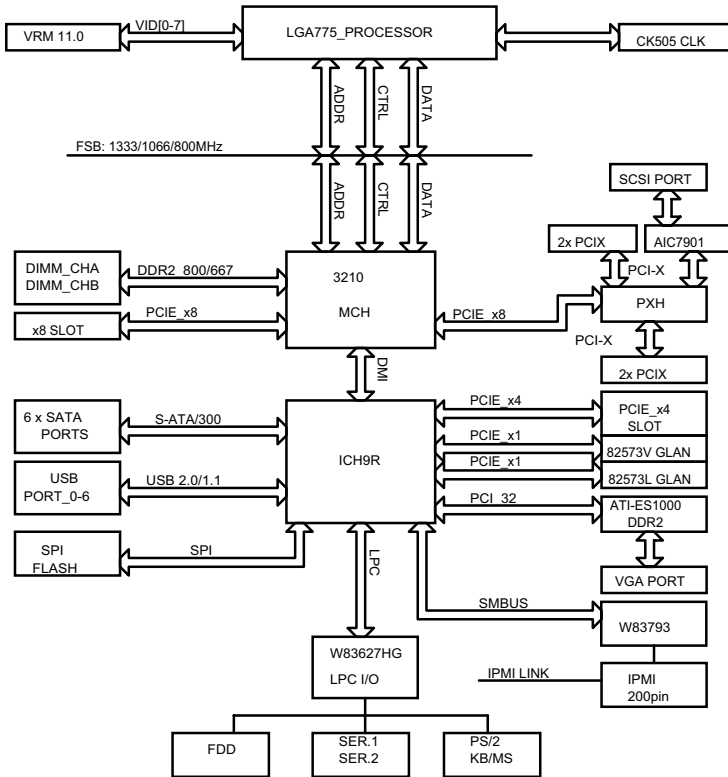 VRM 11.0
VID[0-7]
LGA775_PROCESSOR
CK505 CLK
ADDR
CTRL
DATA
FSB: 1333/1066/800MHz
ADDR
CTRL
DATA
SCSI PORT
2x PCIX
AIC7901
PCI-X
DIMM_CHA
DIMM_CHB
DDR2_800/667
3210
MCH
x8 SLOT
PCIE_x8
PCIE_x8
PXH
PCI-X
2x PCIX
DMI
6 x SATA
PORTS
S-ATA/300
ICH9R
PCIE_x4
PCIE_x4
SLOT
PCIE_x1
82573V GLAN
PCIE_x1
82573L GLAN
USB
PORT_0-6
USB 2.0/1.1
PCI_32
ATI-ES1000
DDR2
SPI
FLASH
SPI
LPC
VGA PORT
SMBUS
W83793
W83627HG
LPC I/O
IPMI LINK
IPMI
200pin
FDD
SER.1
SER.2
PS/2
KB/MS